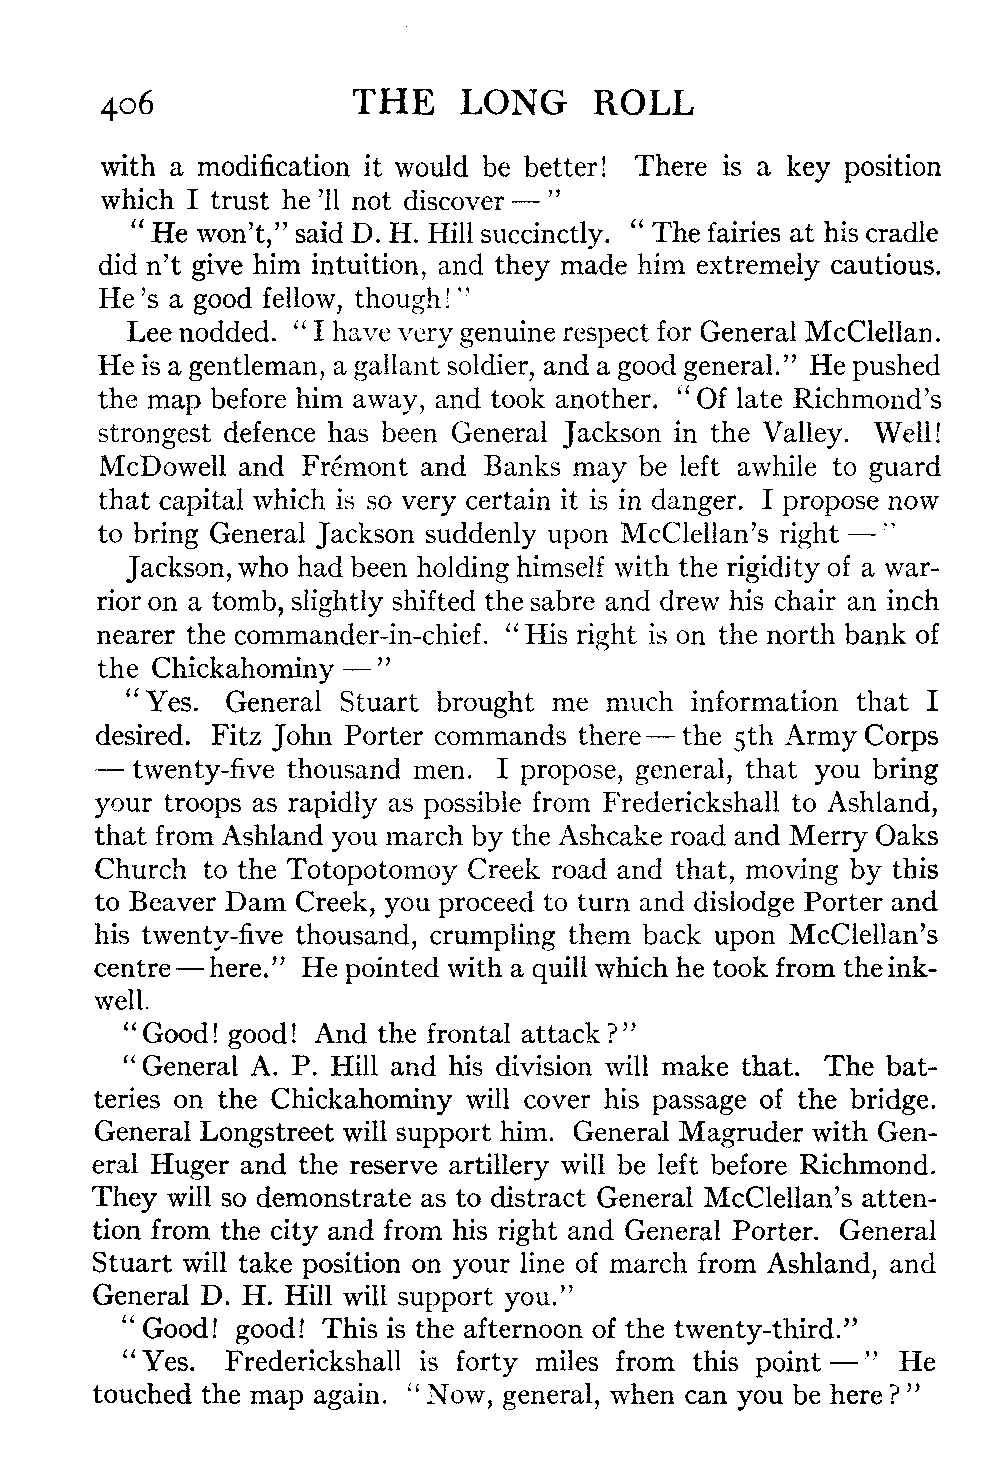 406 THE LONG ROLL
with a modification it would be better! There is a key position
which I trust he 'll not discover — "
"He won't," said D. H. Hill succinctly. "The fairies at his cradle
did n't give him intuition, and they made him extremely cautious.
He 's a good fellow, though!"
Lee nodded. "I have very genuine respect for General McClellan.
He is a gentleman, a gallant soldier, and a good general." He pushed
the map before him away, and took another. "Of late Richmond's
strongest defence has been General Jackson in the Valley. Well!
McDowell and Frémont and Banks may be left awhile to guard
that capital which is so very certain it is in danger. I propose now
to bring General Jackson suddenly upon McClellan's right — "
Jackson, who had been holding himself with the rigidity of a war-
rior on a tomb, slightly shifted the sabre and drew his chair an inch
nearer the commander-in-chief. "His right is on the north bank of
the Chickahominy — "
"Yes. General Stuart brought me much information that I
desired. Fitz John Porter commands there — the 5th Army Corps
— twenty-five thousand men. I propose, general, that you bring
your troops as rapidly as possible from Frederickshall to Ashland,
that from Ashland you march by the Ashcake road and Merry Oaks
Church to the Totopotomoy Creek road and that, moving by this
to Beaver Dam Creek, you proceed to turn and dislodge Porter and
his twenty-five thousand, crumpling them back upon McClellan's
centre — here." He pointed with a quill which he took from the ink-
well.
"Good! good! And the frontal attack?"
"General A. P. Hill and his division will make that. The bat-
teries on the Chickahominy will cover his passage of the bridge.
General Longstreet will support him. General Magruder with Gen-
eral Huger and the reserve artillery will be left before Richmond.
They will so demonstrate as to distract General McClellan's atten-
tion from the city and from his right and General Porter. General
Stuart will take position on your line of march from Ashland, and
General D. H. Hill will support you."
"Good! good! This is the afternoon of the twenty-third."
"Yes. Frederickshall is forty miles from this point — " He
touched the map again. "Now, general, when can you be here?"